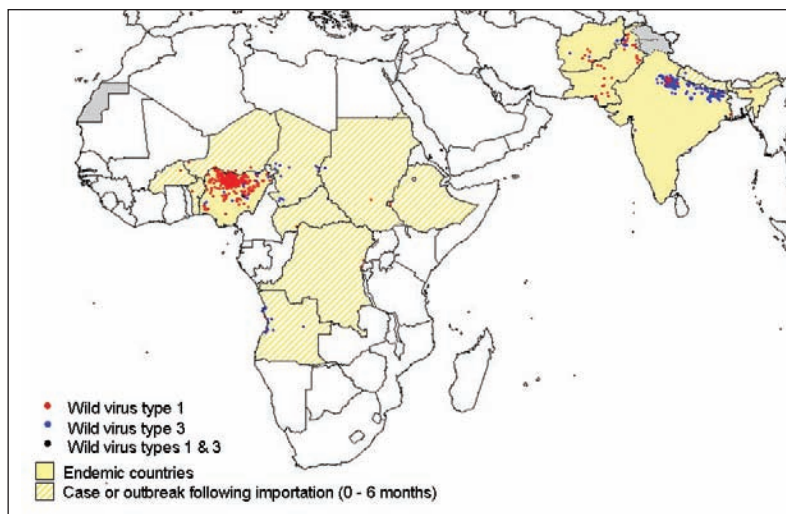 Wild virus type 1
Wild virus type 3
Wild virus types 1 & 3
Endemic countries
Case or outbreak following importation (0 - 6 months)